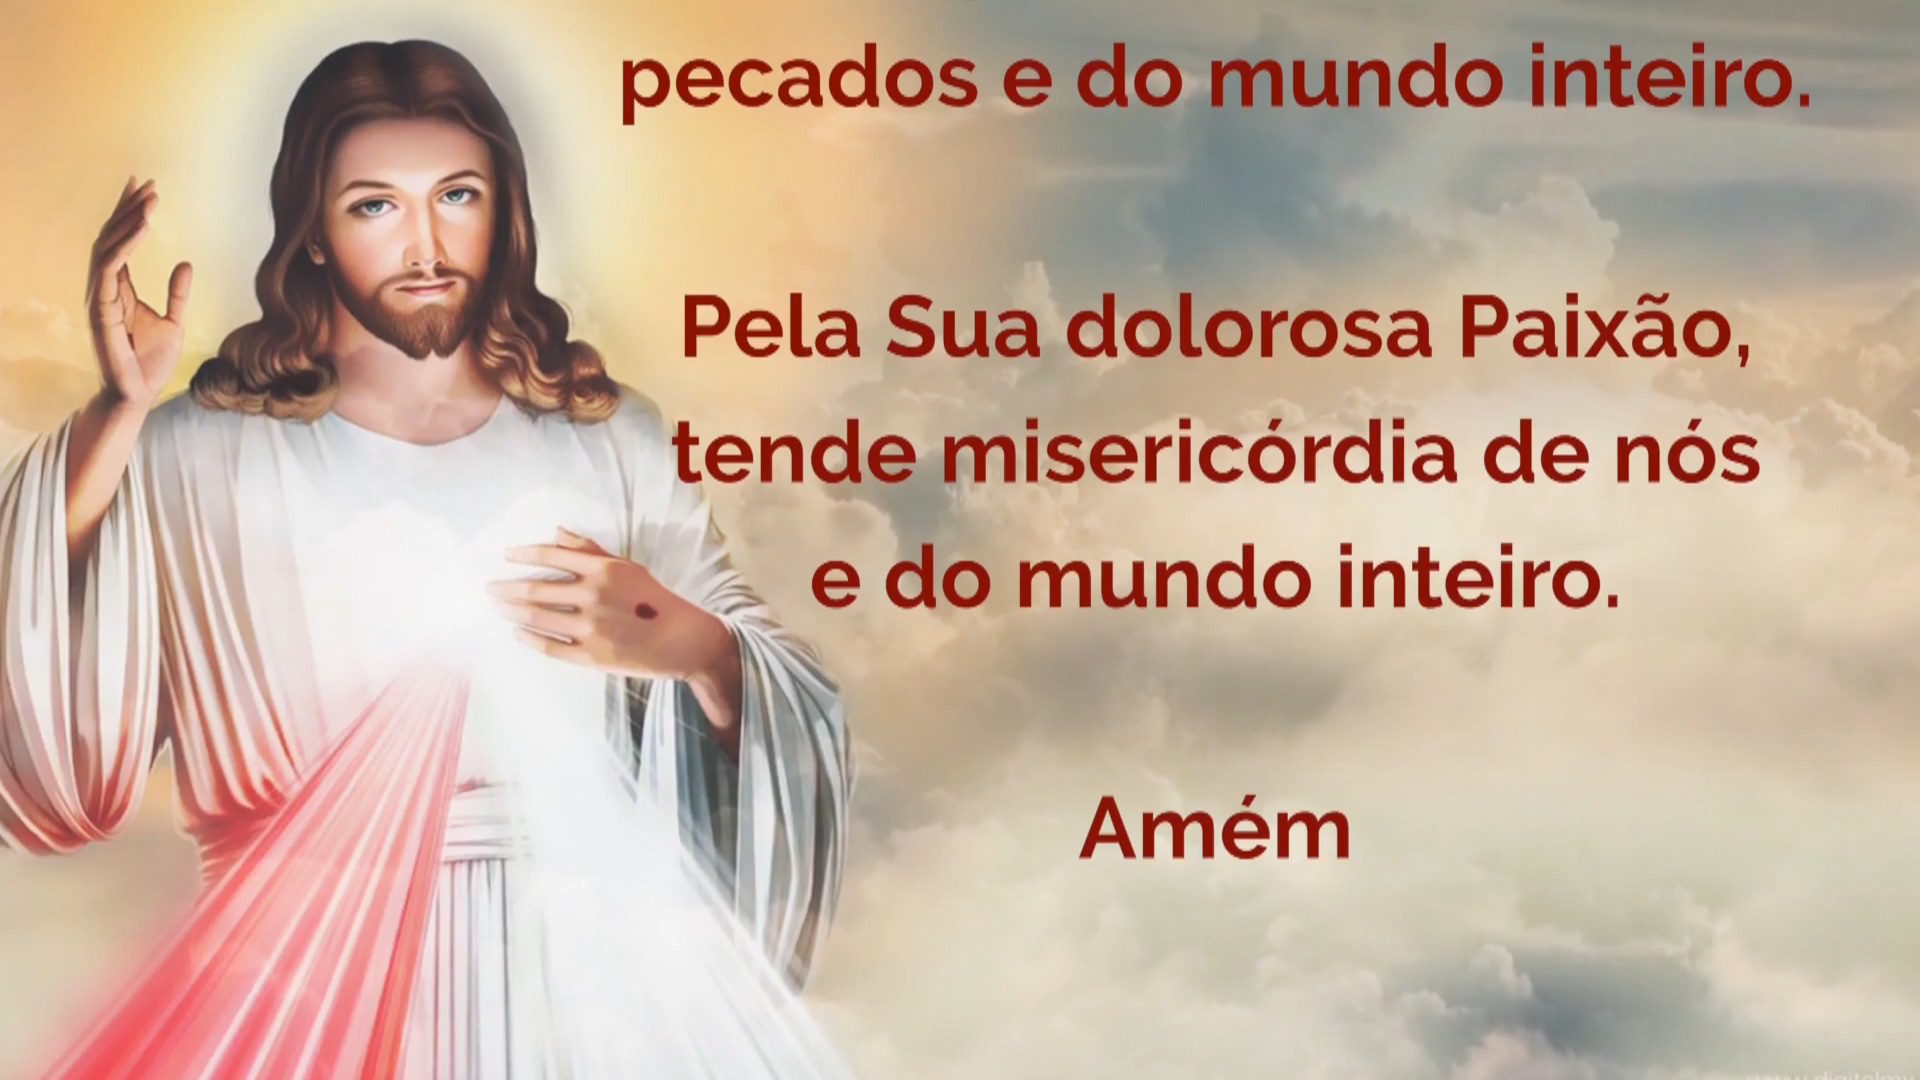 pecados e do mundo inteiro.
Pela Sua dolorosa Paixão,
tende misericórdia de nós
e do mundo inteiro.
Amém